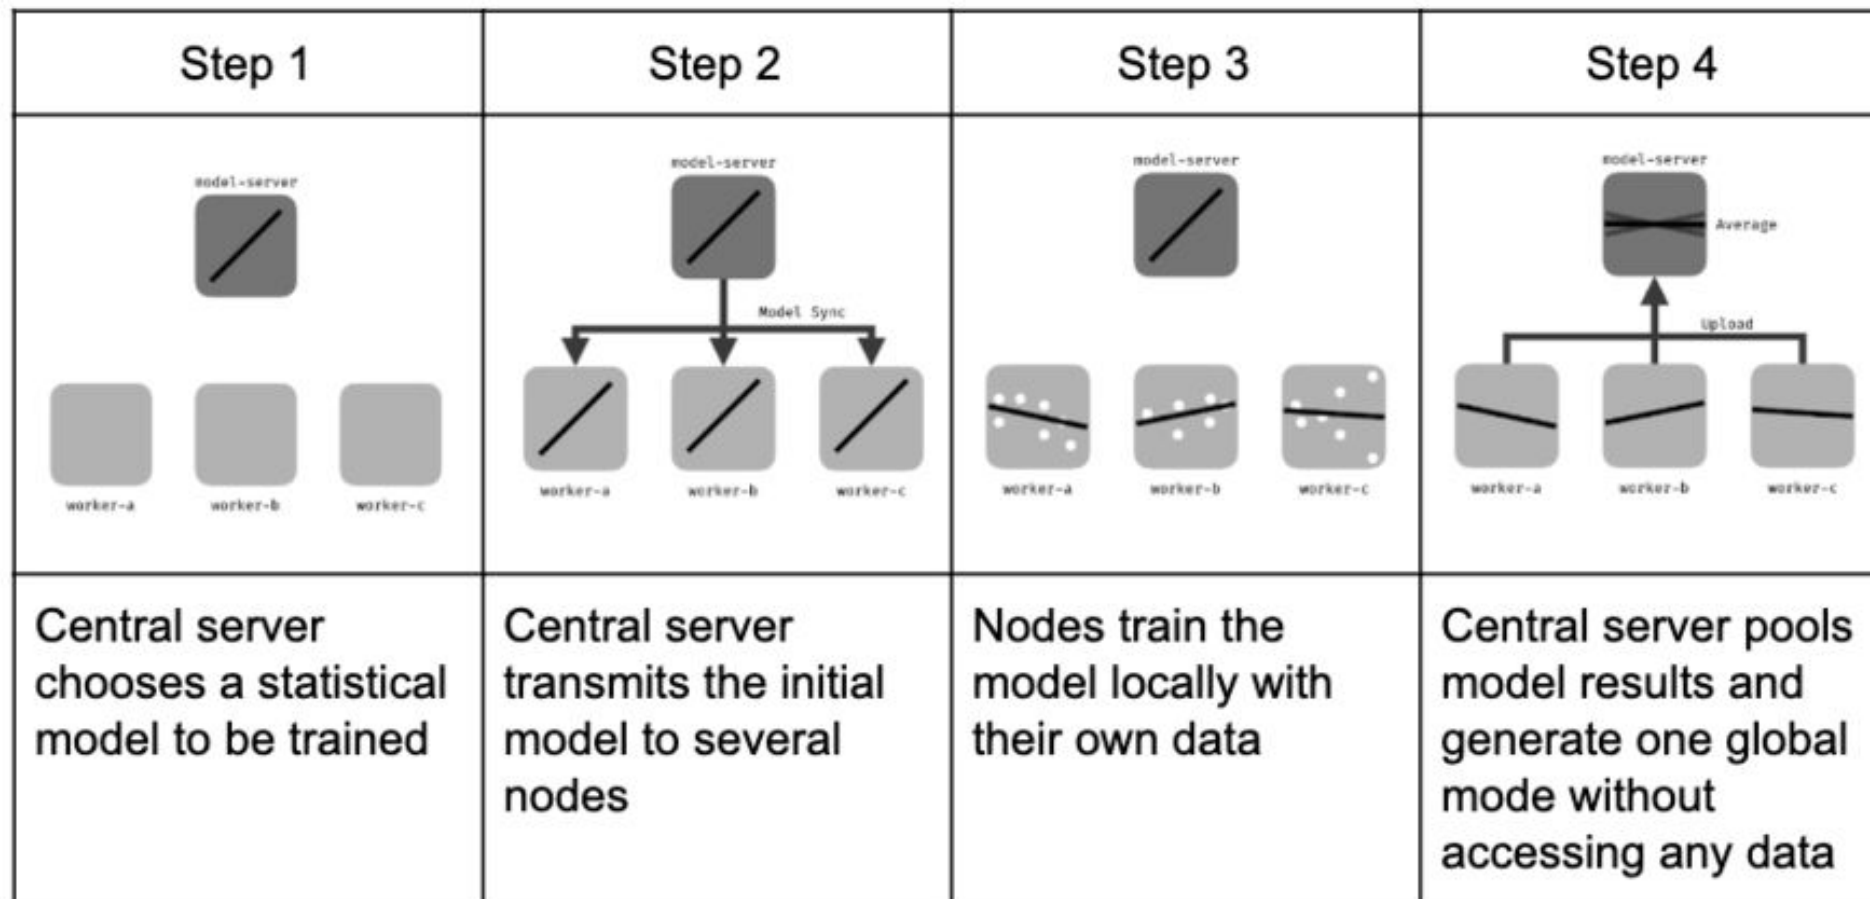 Step 1
Step 2
Step 3
Step 4
model-server
worker-a
worker-b
worker-c
model-server
Model Sync
worker-a
worker-b
worker-c
model-server
worker-a
worker-b
worker-c
model-server
Average
Upload
worker-a
worker-b
worker-c
Central server
chooses a statistical
model to be trained
Central server
transmits the initial
model to several
nodes
Nodes train the
model locally with
their own data
Central server pools
model results and
generate one global
mode without
accessing any data